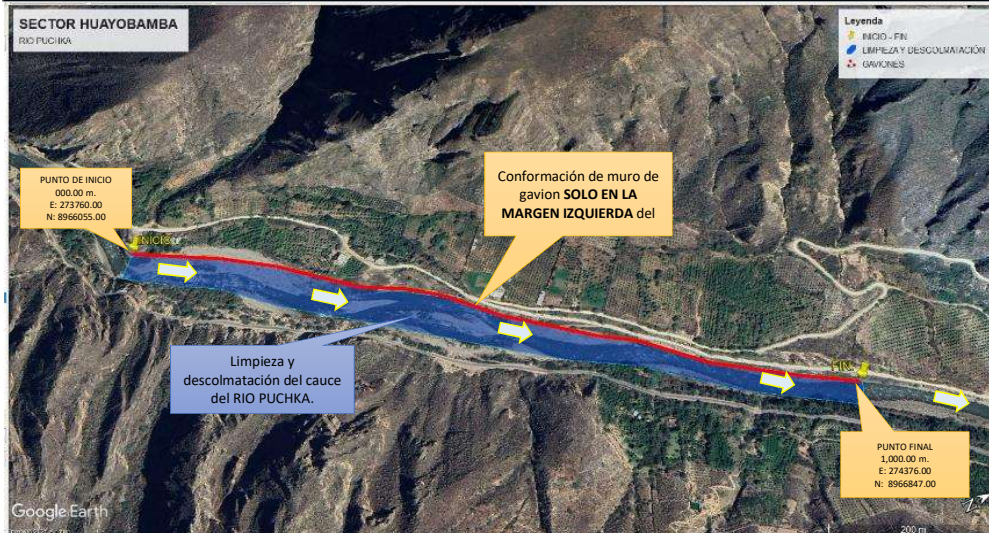 SECTOR HUAYOBAMBA
RIO PUCHKA
Leyenda
INICIO - FIN
LIMPIEZA Y DESCOLMATACIÓN
GAVIONES
PUNTO DE INICIO
000.00 m.
E: 273760.00
N: 8966055.00
Conformación de muro de
gavion SOLO EN LA
MARGEN IZQUIERDA del
INICIO
Limpieza y
descolmatación del cauce
del RIO PUCHKA.
FIN
PUNTO FINAL
1,000.00 m.
E: 274376.00
N: 8966847.00
Google Earth
N
200 m